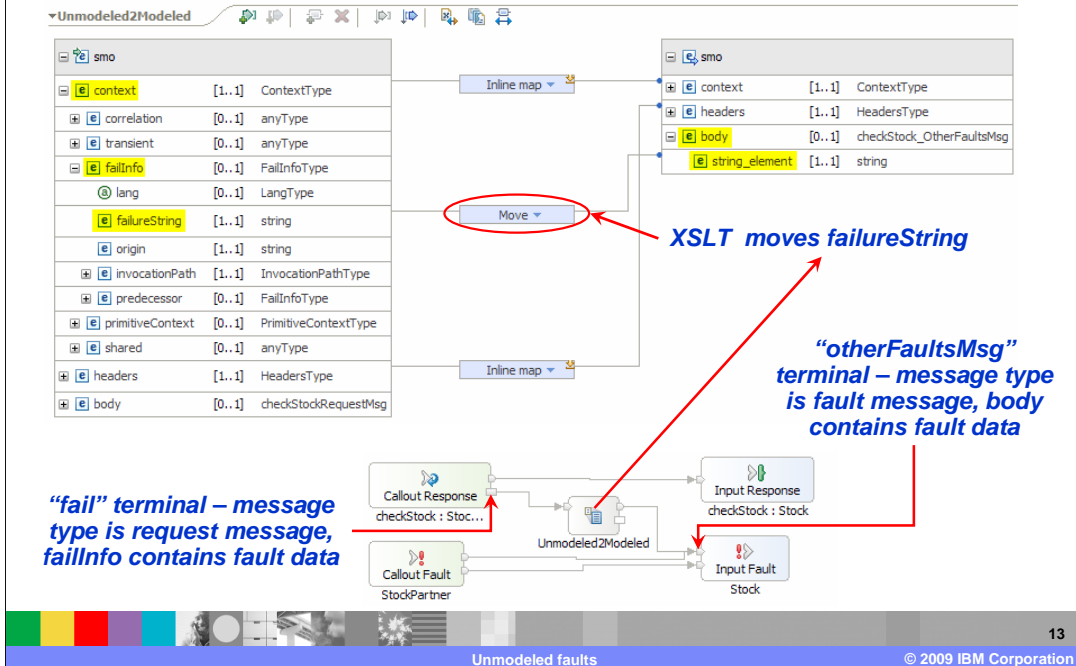 Unmodeled2Modeled
smo
context [1..1] ContextType
correlation [0..1] anyType
transient [0..1] anyType
failInfo [0..1] FailInfoType
lang [0..1] LangType
failureString [1..1] string
origin [1..1] string
invocationPath [1..1] InvocationPathType
predecessor [0..1] FailInfoType
primitiveContext [0..1] PrimitiveContextType
shared [0..1] anyType
headers [1..1] HeadersType
body [0..1] checkStockRequestMsg
Inline map
Move
Inline map
smo
context [1..1] ContextType
headers [1..1] HeadersType
body [0..1] checkStock_OtherFaultsMsg
string_element [1..1] string
XSLT moves failureString
“otherFaultsMsg”
terminal – message type
is fault message, body
contains fault data
“fail” terminal – message
type is request message,
failInfo contains fault data
Callout Response
checkStock : Stoc...
Unmodeled2Modeled
Input Response
checkStock : Stock
Callout Fault
StockPartner
Input Fault
Stock
13
Unmodeled faults
© 2009 IBM Corporation